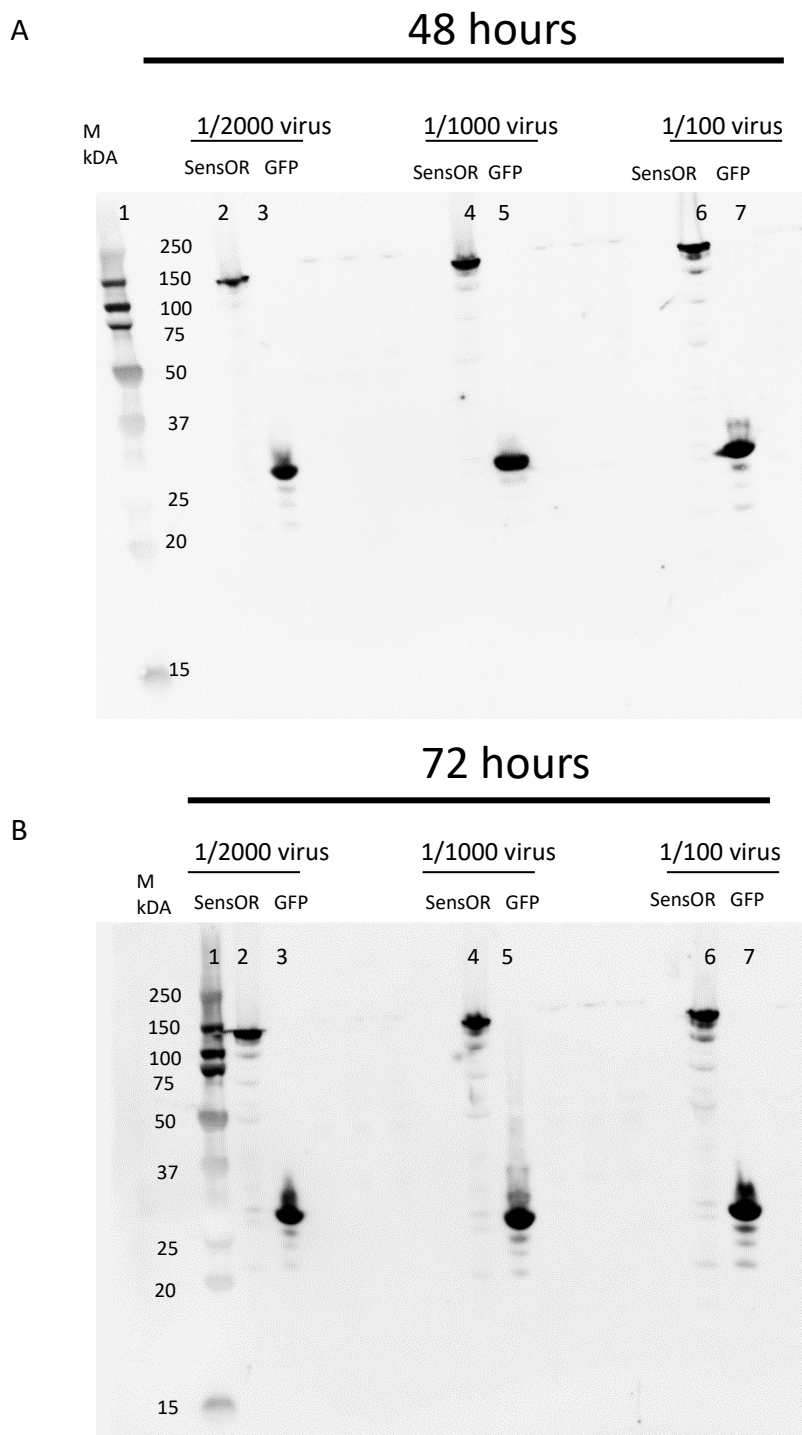 A
48 hours
M
kDA
1/2000 virus
1/1000 virus
1/100 virus
SensOR GFP
SensOR GFP
SensOR GFP
1 2 3 4 5 6 7
250
150
100
75
50
37
25
20
15
72 hours
B
1/2000 virus
1/1000 virus
1/100 virus
M
kDA
SensOR GFP
SensOR GFP
SensOR GFP
1 2 3 4 5 6 7
250
150
100
75
50
37
25
20
15